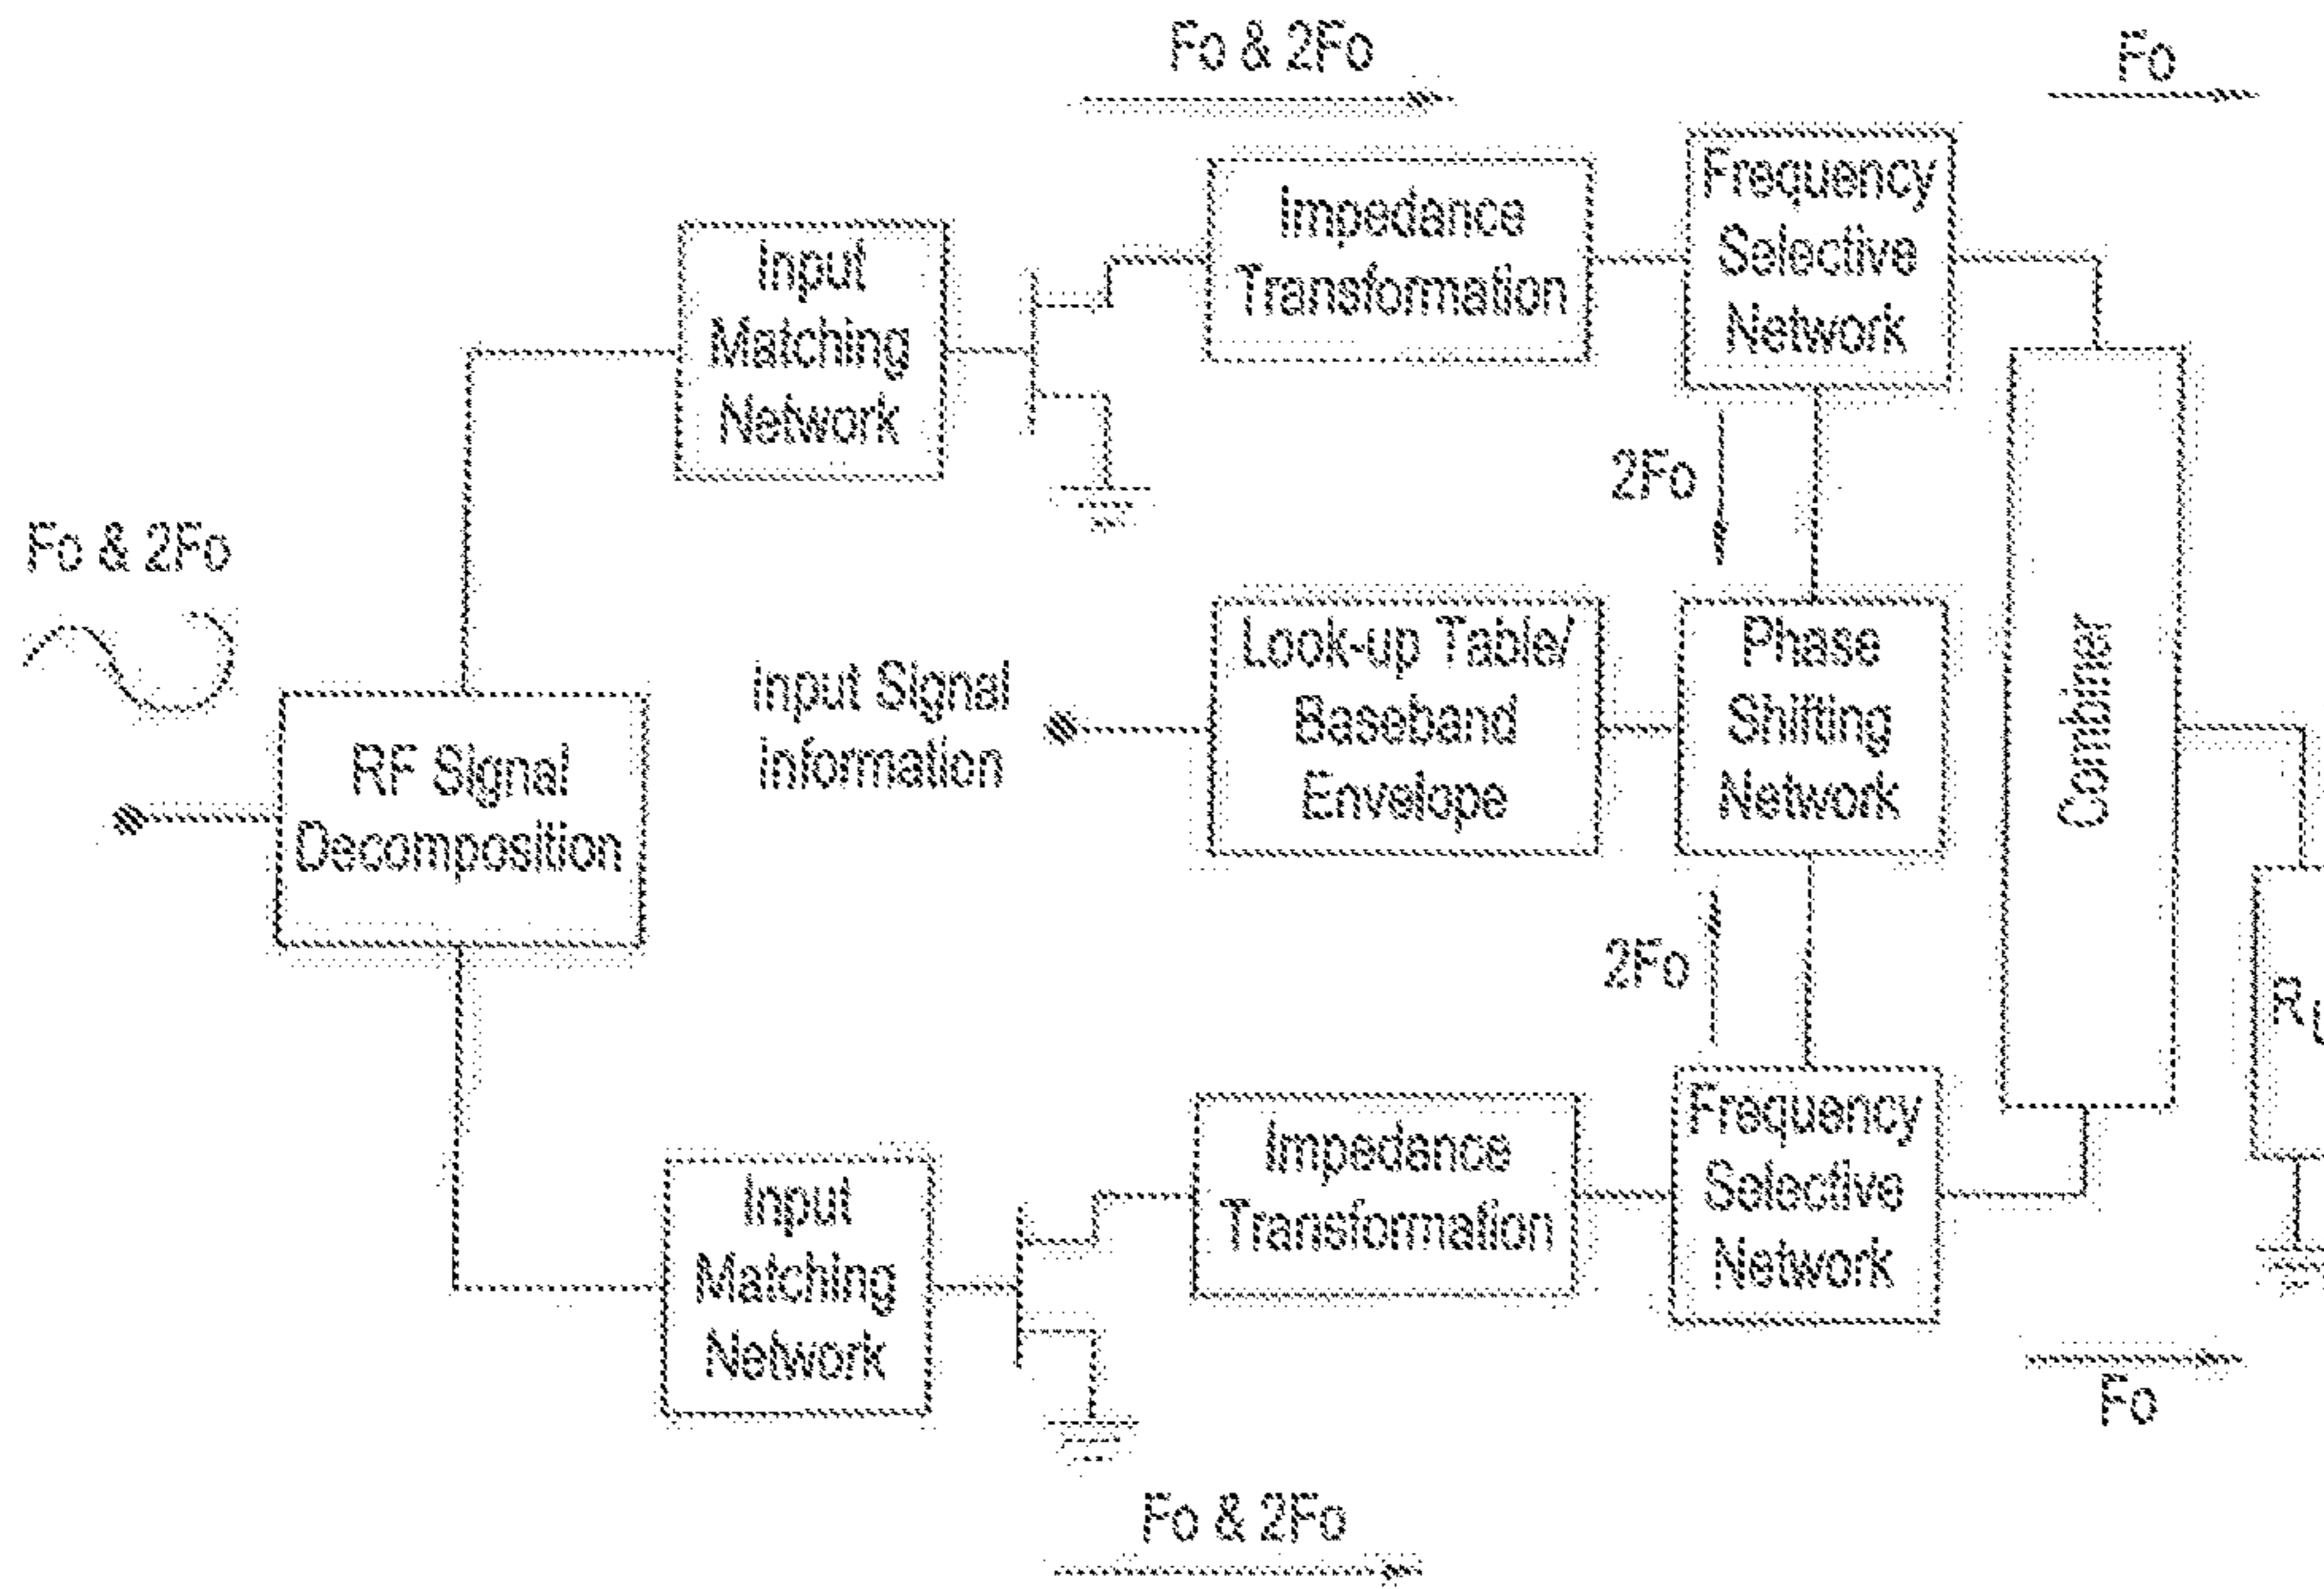 Fo & 2Fo
Fo
Frequency
Selective
Network
Impedance
Transformation
Input
Matching
Network
2Fo
Fo & 2Fo
Look-up Table/
Baseband
Envelope
Phase
Shifting
Network
Combiner
Input Signal
Information
RF Signal
Decomposition
2Fo
RL
Frequency
Selective
Network
Impedance
Transformation
Input
Matching
Network
Fo
Fo & 2Fo